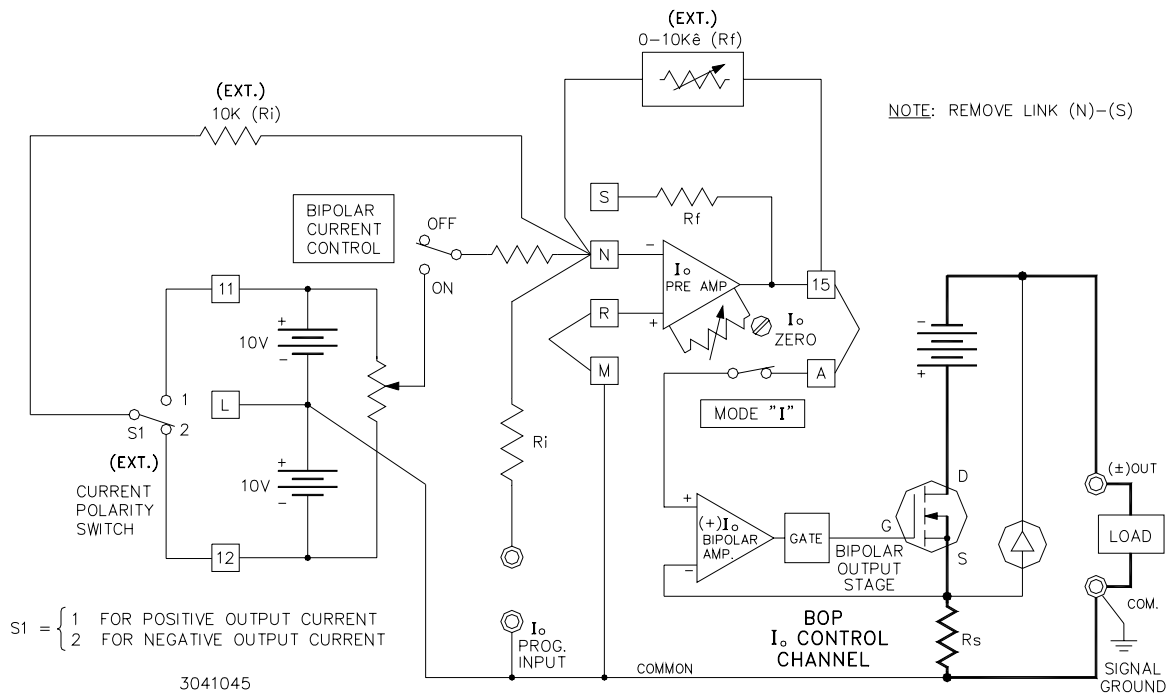 (EXT.)
0-10Kê (Rf)
(EXT.)
10K (Ri)
NOTE: REMOVE LINK (N)-(S)
S
Rf
BIPOLAR
CURRENT
CONTROL
OFF
ON
N
-
Io
PRE AMP
+
R
M
15
Io
ZERO
A
MODE "I"
11
+
10V
-
L
1
2
S1
(EXT.)
CURRENT
POLARITY
SWITCH
+
10V
-
12
Ri
-
+
(±)OUT
D
G
S
LOAD
+
(+)Io
BIPOLAR
AMP.
-
GATE
BIPOLAR
OUTPUT
STAGE
COM.
S1 = { 1 FOR POSITIVE OUTPUT CURRENT
2 FOR NEGATIVE OUTPUT CURRENT
Io
PROG.
INPUT
BOP
Io CONTROL
CHANNEL
Rs
COMMON
SIGNAL
GROUND
3041045